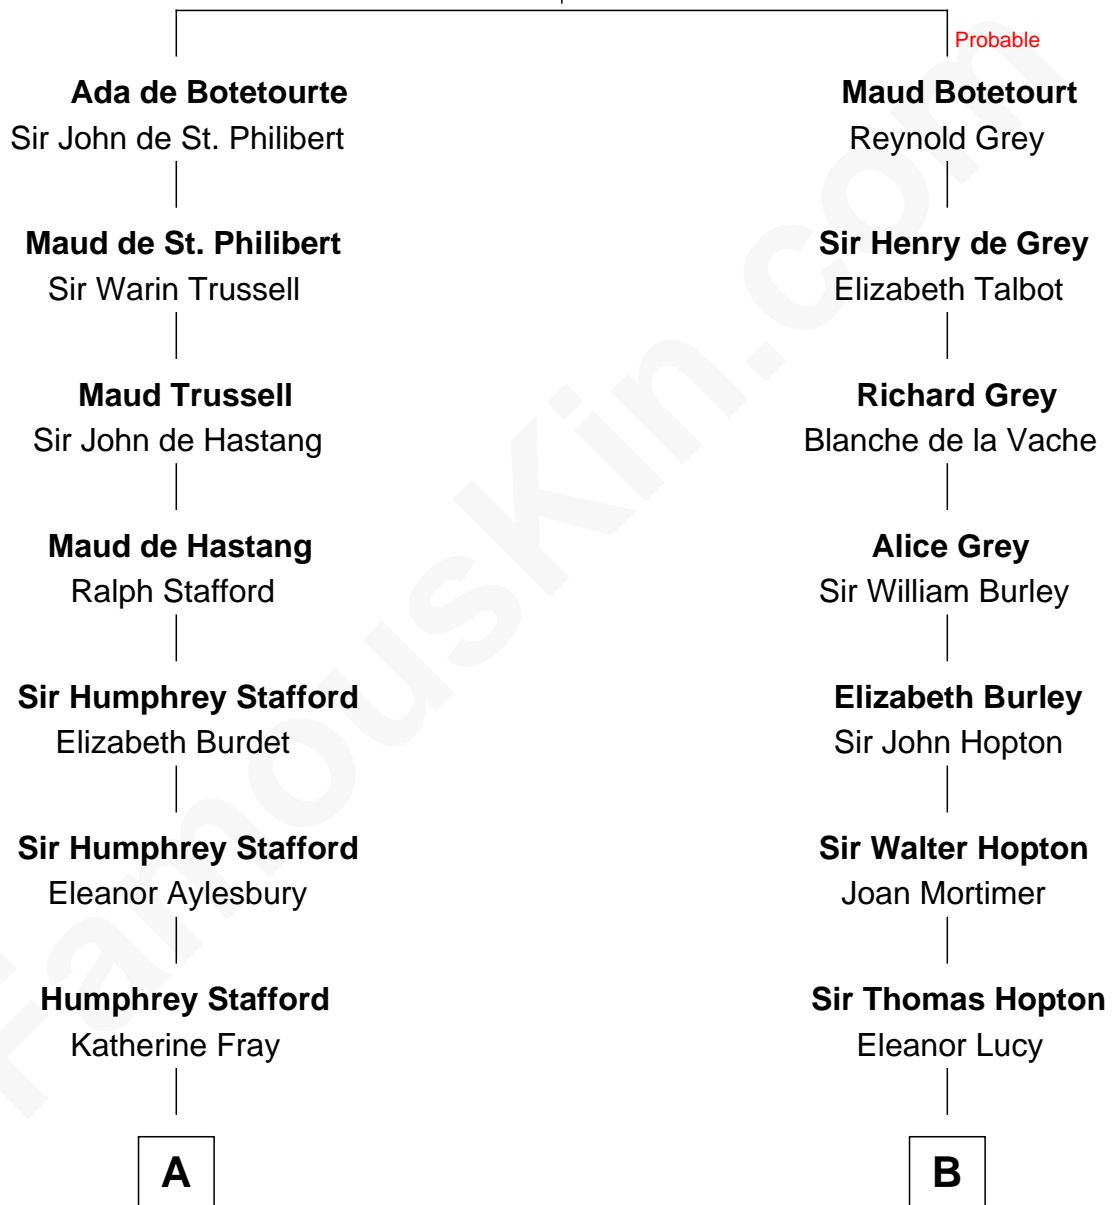 Probable
Ada de Botetourte
Sir John de St. Philibert
Maud de St. Philibert
Sir Warin Trussell
Maud Trussell
Sir John de Hastang
Maud de Hastang
Ralph Stafford
Sir Humphrey Stafford
Elizabeth Burdet
Sir Humphrey Stafford
Eleanor Aylesbury
Humphrey Stafford
Katherine Fray
A
Maud Botetourt
Reynold Grey
Sir Henry de Grey
Elizabeth Talbot
Richard Grey
Blanche de la Vache
Alice Grey
Sir William Burley
Elizabeth Burley
Sir John Hopton
Sir Walter Hopton
Joan Mortimer
Sir Thomas Hopton
Eleanor Lucy
B
FamousKin.com